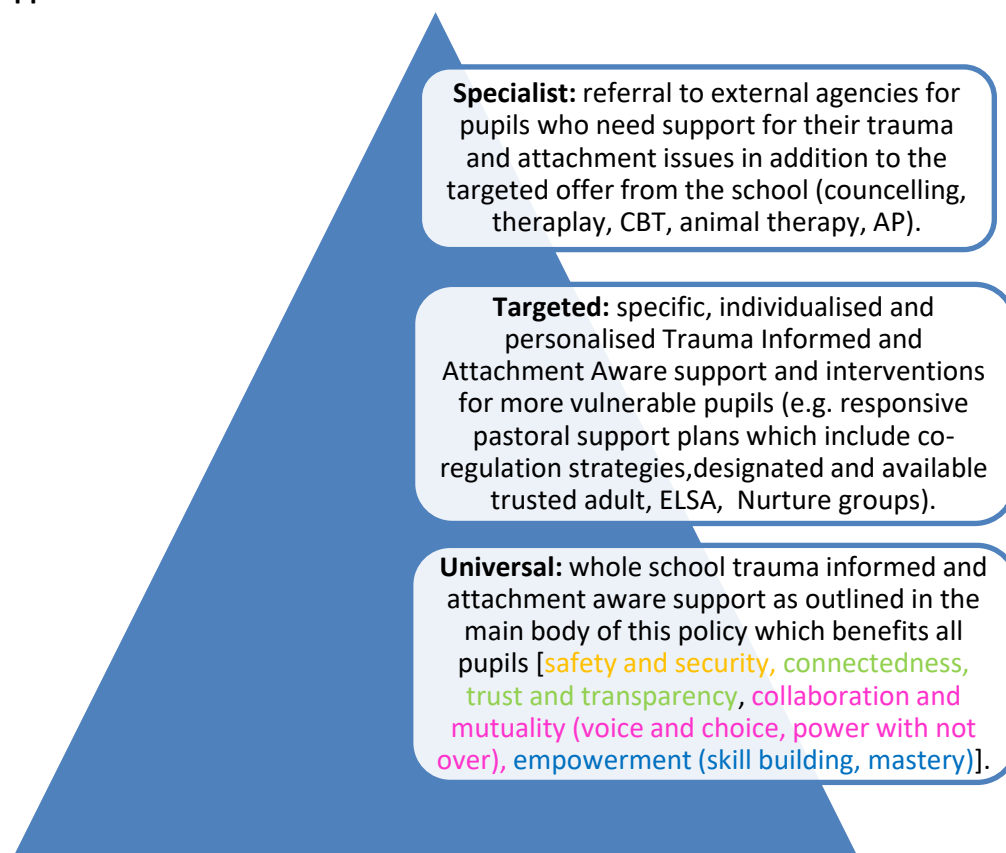 Specialist: referral to external agencies for
pupils who need support for their trauma
and attachment issues in addition to the
targeted offer from the school (councelling,
theraplay, CBT, animal therapy, AP).
Targeted: specific, individualised and
personalised Trauma Informed and
Attachment Aware support and interventions
for more vulnerable pupils (e.g. responsive
pastoral support plans which include co-
regulation strategies,designated and available
trusted adult, ELSA, Nurture groups).
Universal: whole school trauma informed and
attachment aware support as outlined in the
main body of this policy which benefits all
pupils [safety and security, connectedness,
trust and transparency, collaboration and
mutuality (voice and choice, power with not
over), empowerment (skill building, mastery)].